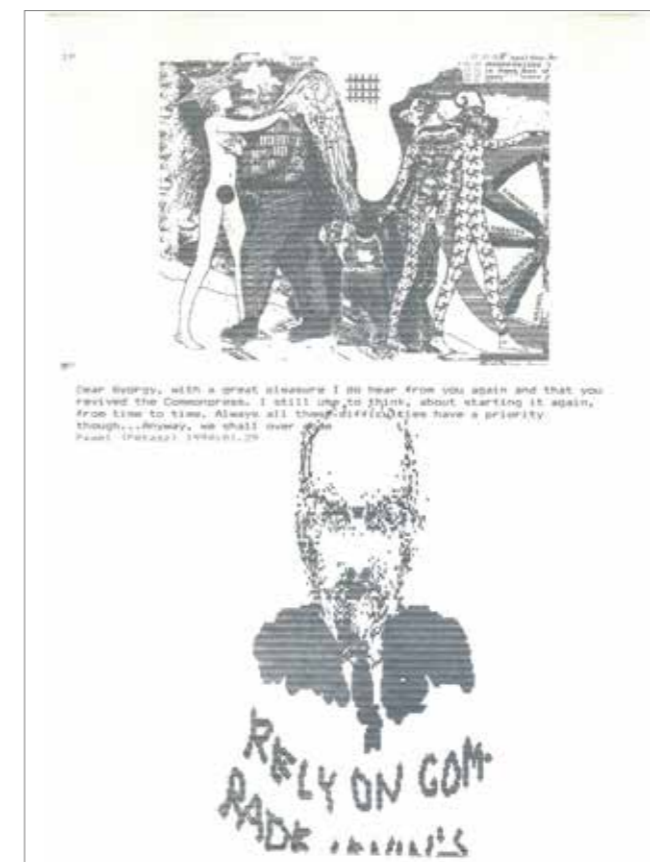 Dear Gyorgy, with a great pleasure I do hear from you again and that you
revived the Commonpress. I still use to think, about starting it again,
from time to time. Always all these difficulties have a priority
though...Anyway, we shall over come
Pawel (Petasz) 1990.01.29
RELY ON COM-
RADE